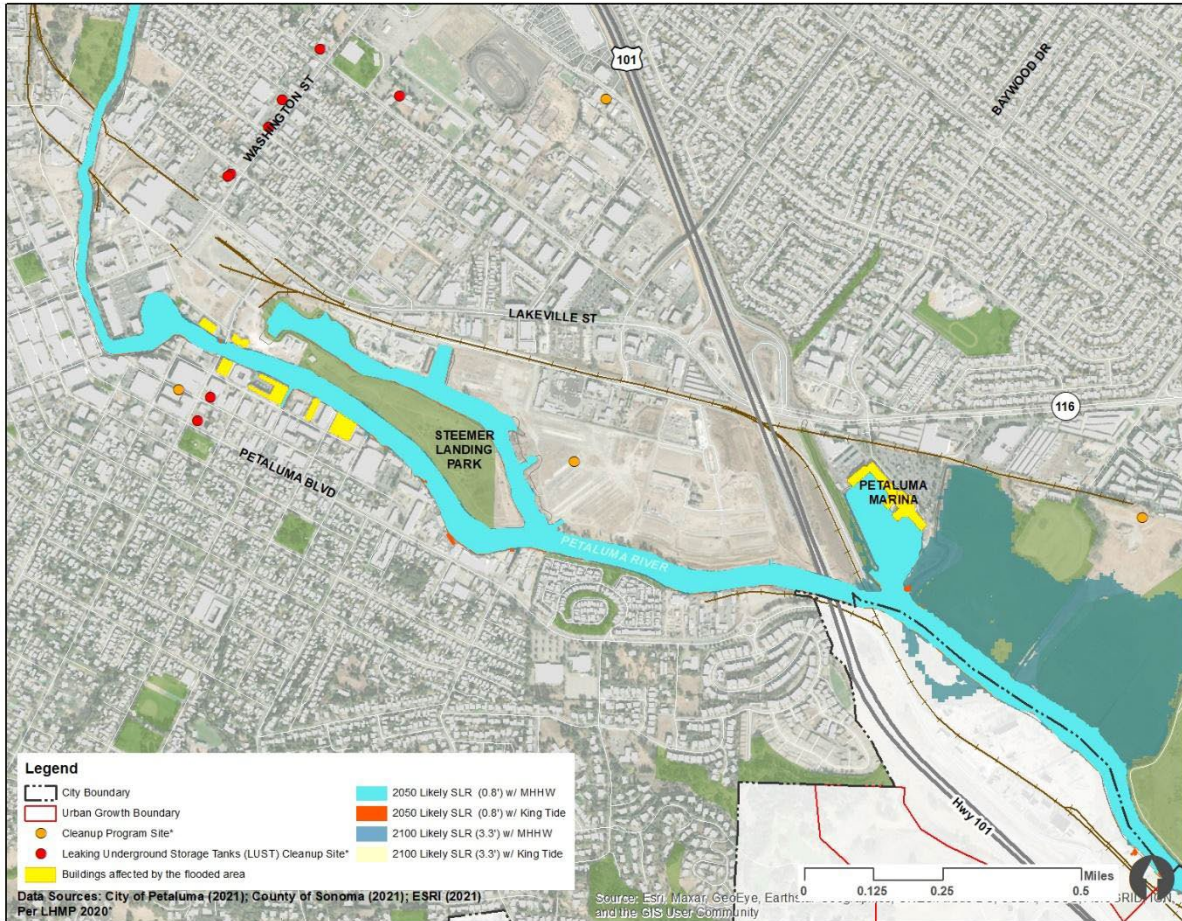 101
WASHINGTON ST
BAYWOOD DR
LAKEVILLE ST
116
STEEMER
LANDING
PARK
PETALUMA
MARINA
PETALUMA BLVD
PETALUMA RIVER
Hwy 101
Legend
City Boundary
Urban Growth Boundary
Cleanup Program Site*
Leaking Underground Storage Tanks (LUST) Cleanup Site*
Buildings affected by the flooded area
2050 Likely SLR (0.8') w/ MHHW
2050 Likely SLR (0.8') w/ King Tide
2100 Likely SLR (3.3') w/ MHHW
2100 Likely SLR (3.3') w/ King Tide
Data Sources: City of Petaluma (2021); County of Sonoma (2021); ESRI (2021)
Per LHMP 2020*
Miles
0 0.125 0.25 0.5
Source: Esri, Maxar, GeoEye,
and the GIS User Community